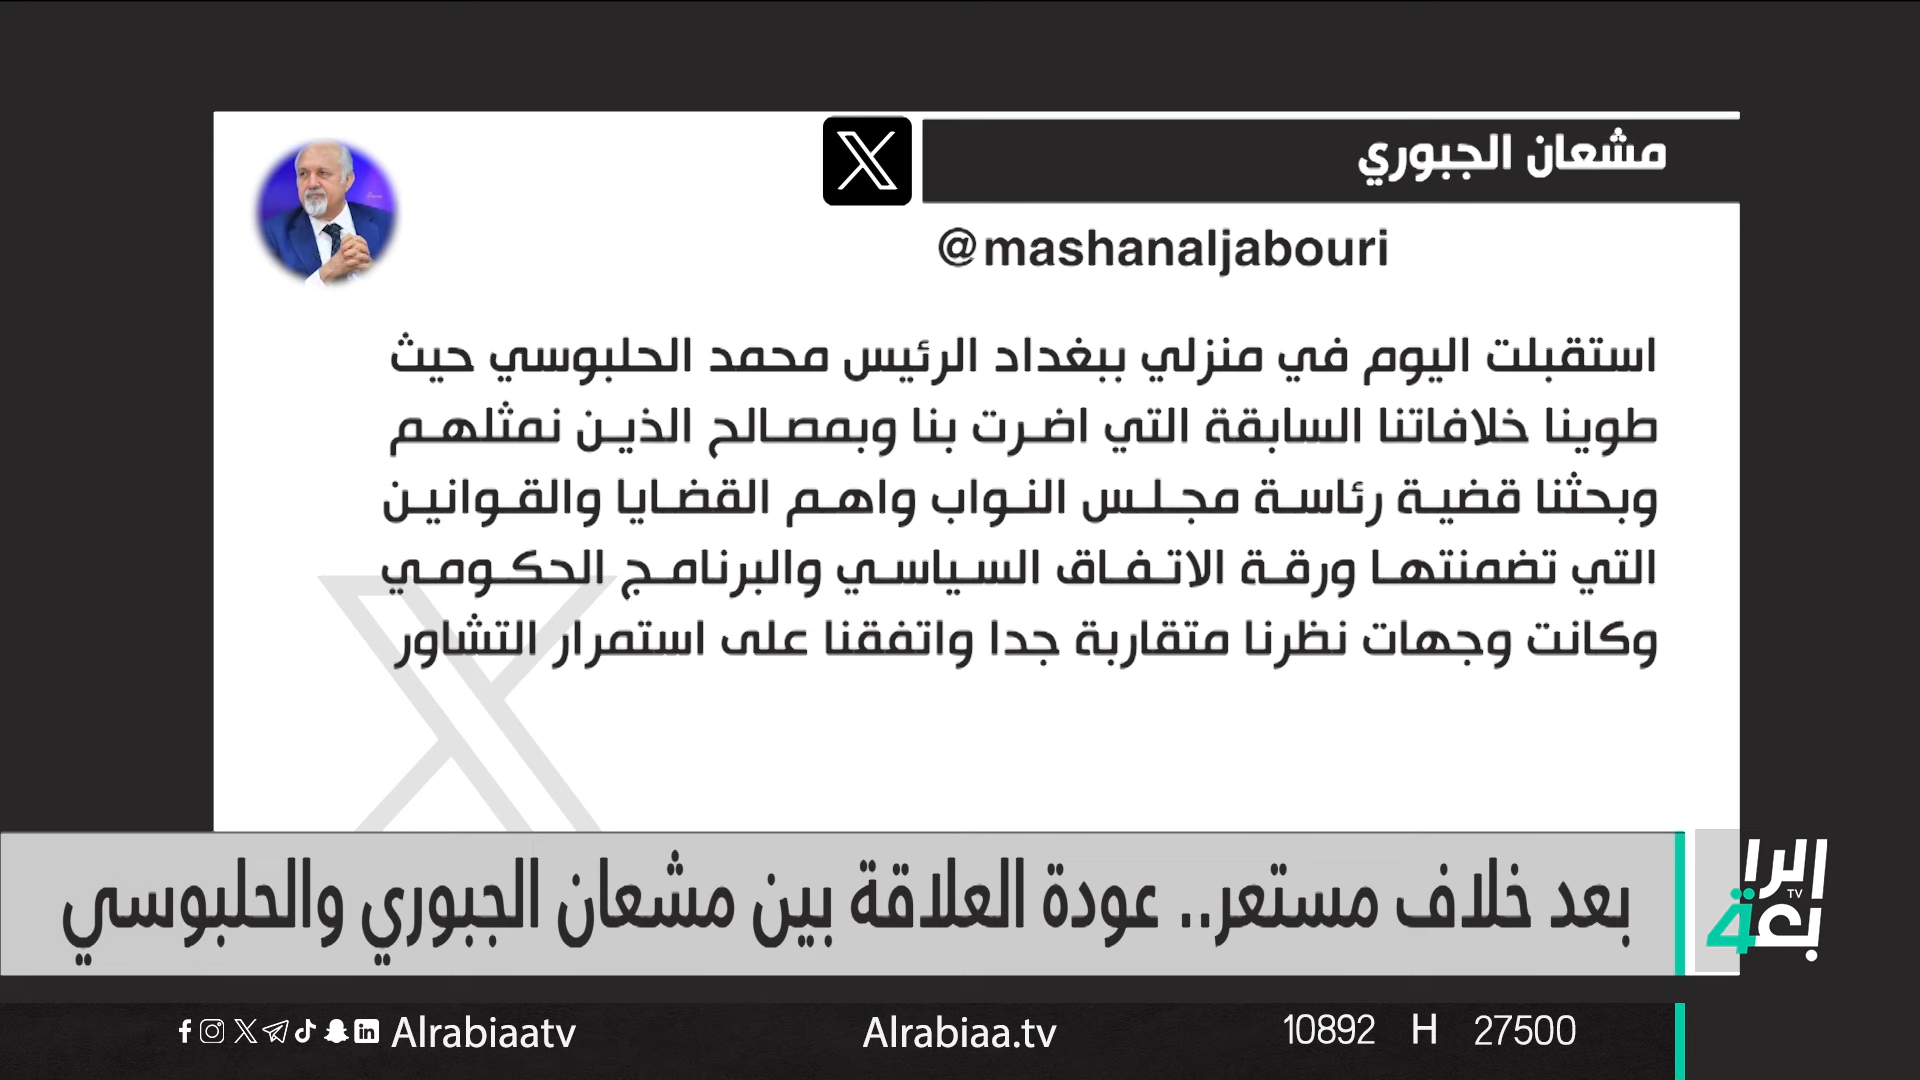 مشعان الجبوري
@mashanaljabouri
استقبلت اليوم في منزلي ببغداد الرئيس محمد الحلبوسي حيث
طوينا خلافاتنا السابقة التي اضرت بنا وبمصالح الذين نمثلهم
وبحثنا قضية رئاسة مجلس النواب واهم القضايا والقوانين
التي تضمنتها ورقة الاتفاق السياسي والبرنامج الحكومي
وكانت وجهات نظرنا متقاربة جدا واتفقنا على استمرار التشاور
بعد خلاف مستعر.. عودة العلاقة بين مشعان الجبوري والحلبوسي
الرا
TV
بعة
Alrabiaatv
Alrabiaa.tv
10892 H 27500